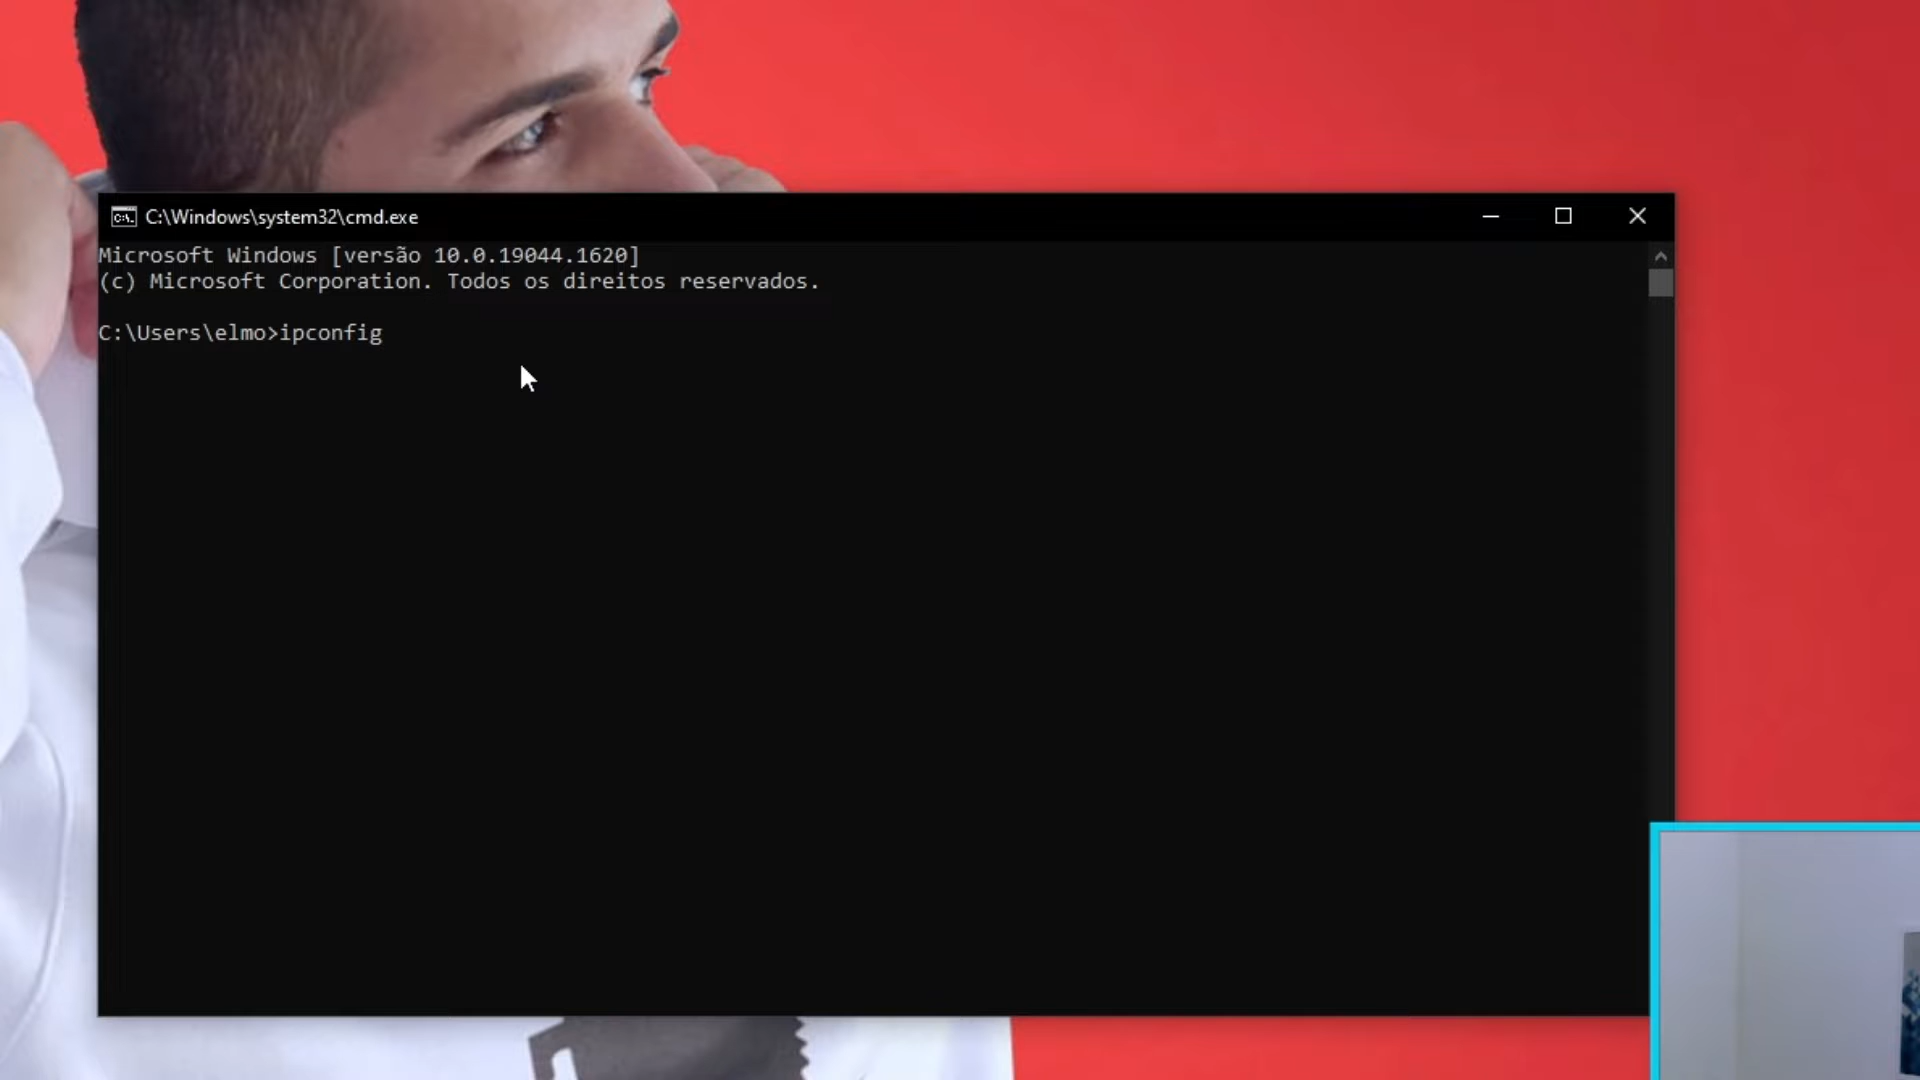 C:\Windows\system32\cmd.exe
Microsoft Windows [versão 10.0.19044.1620]
(c) Microsoft Corporation. Todos os direitos reservados.
C:\Users\elmo>ipconfig